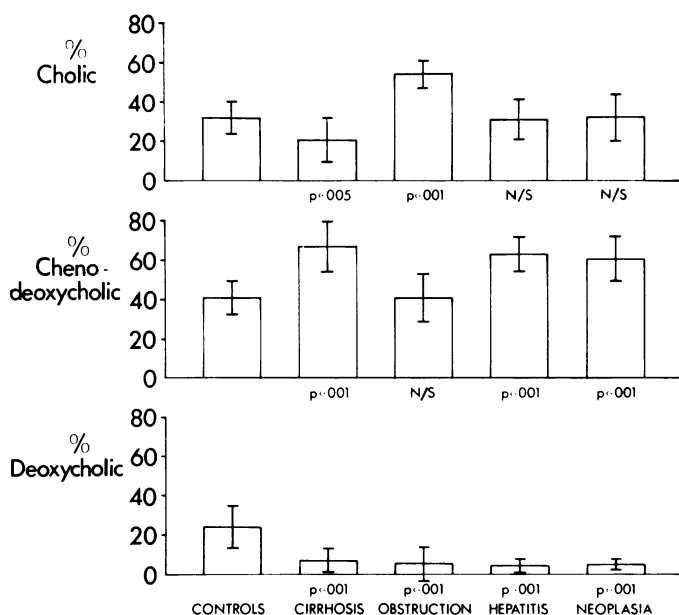 %
Cholic
80
60
40
20
0
p<·005 p<·001 N/S N/S
%
Cheno-
deoxycholic
80
60
40
20
0
p<·001 N/S p<·001 p<·001
%
Deoxycholic
80
60
40
20
0
p<·001 p<·001 p<·001 p<·001
CONTROLS CIRRHOSIS OBSTRUCTION HEPATITIS NEOPLASIA